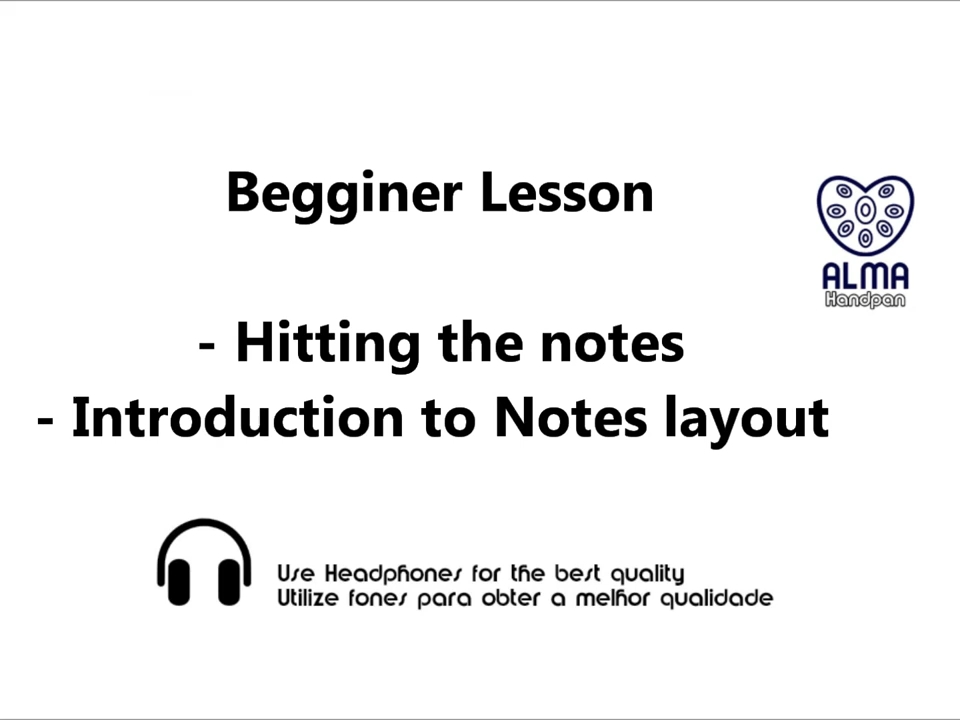 Begginer Lesson
ALMA
Handpan
- Hitting the notes
- Introduction to Notes layout
Use Headphones for the best quality
Utilize fones para obter a melhor qualidade